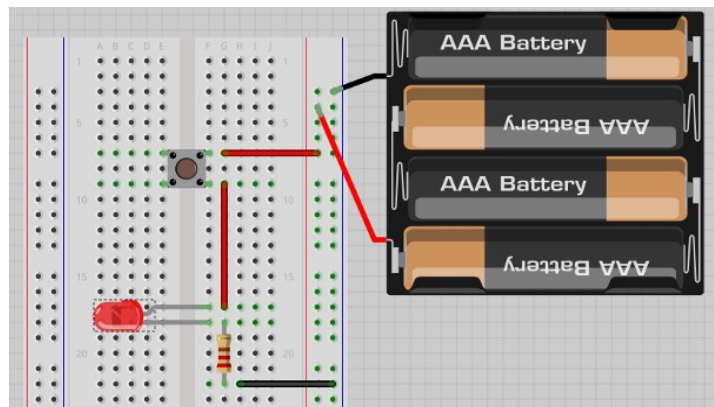 A B C D E F G H I J
1 1
5 5
10 10
15 15
20 20
AAA Battery
AAA Battery
AAA Battery
AAA Battery